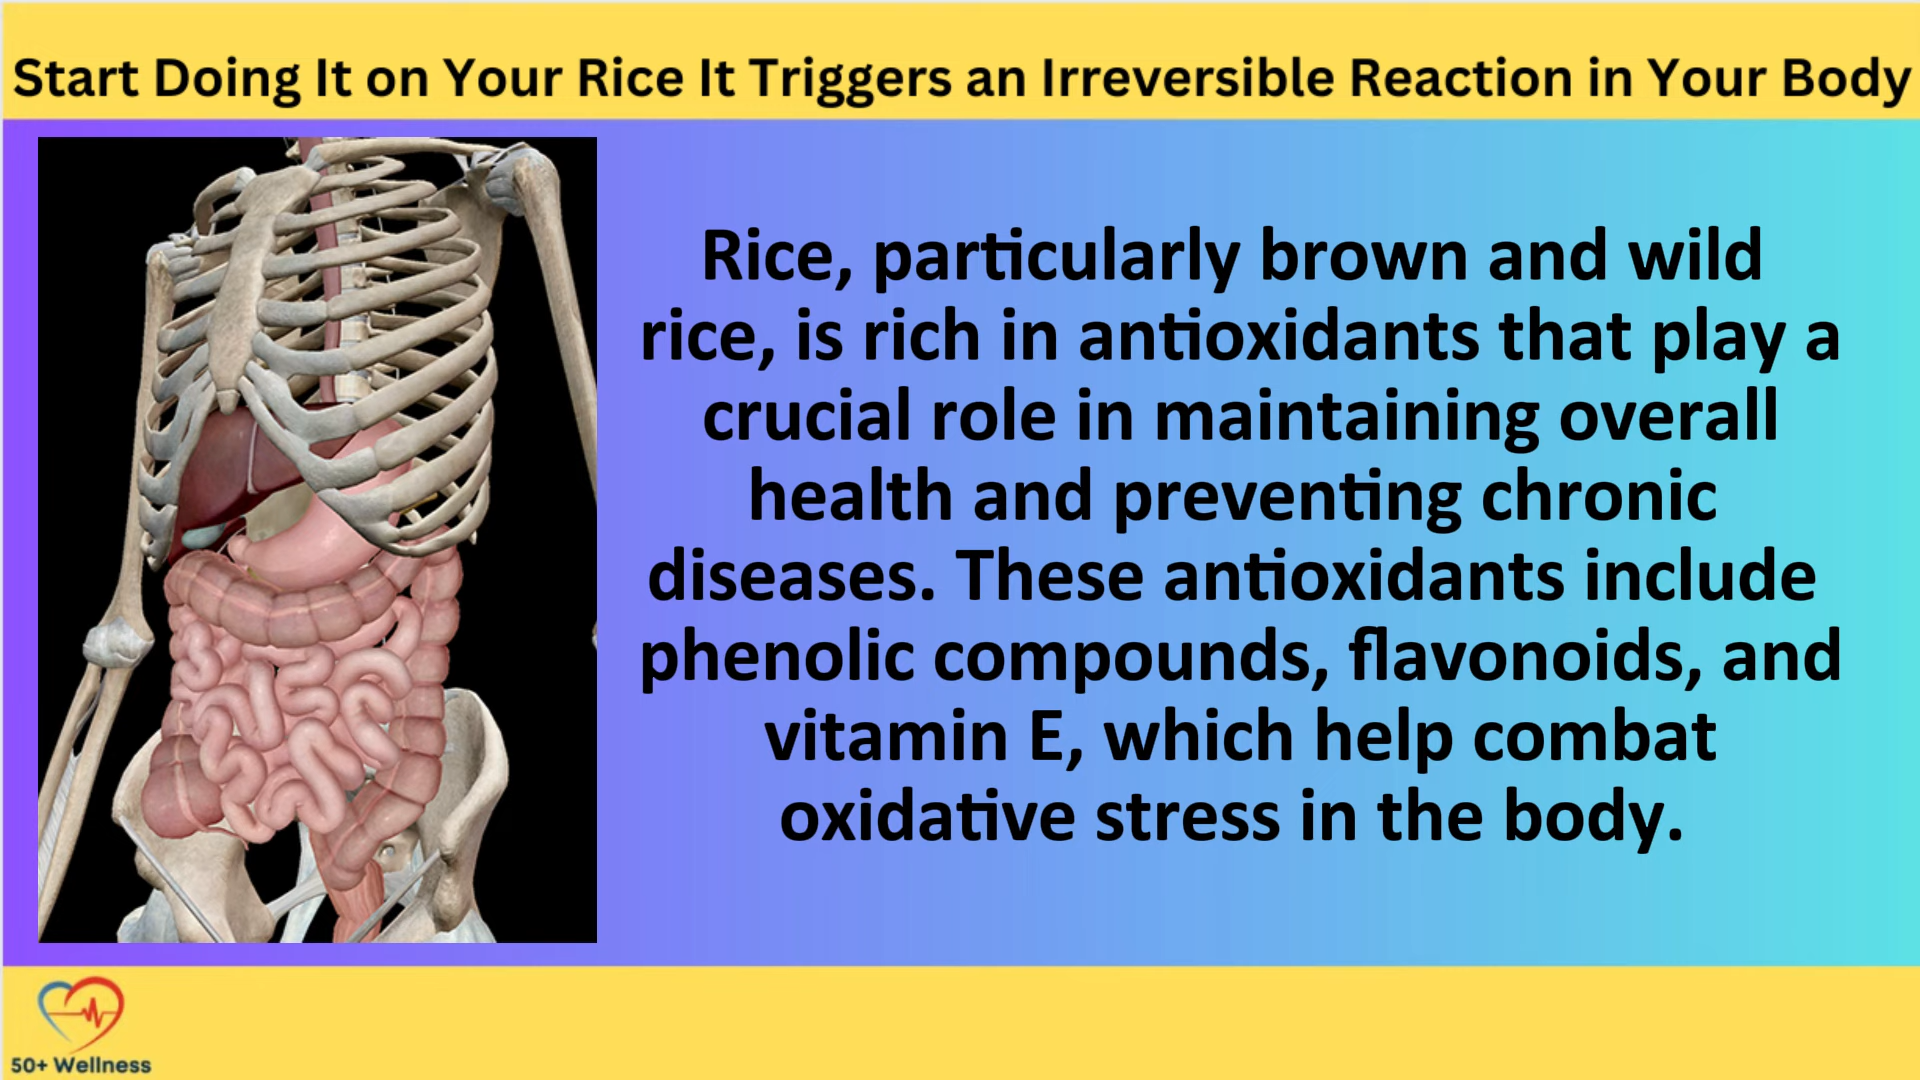 Start Doing It on Your Rice It Triggers an Irreversible Reaction in Your Body
Rice, particularly brown and wild
rice, is rich in antioxidants that play a
crucial role in maintaining overall
health and preventing chronic
diseases. These antioxidants include
phenolic compounds, flavonoids, and
vitamin E, which help combat
oxidative stress in the body.
50+ Wellness